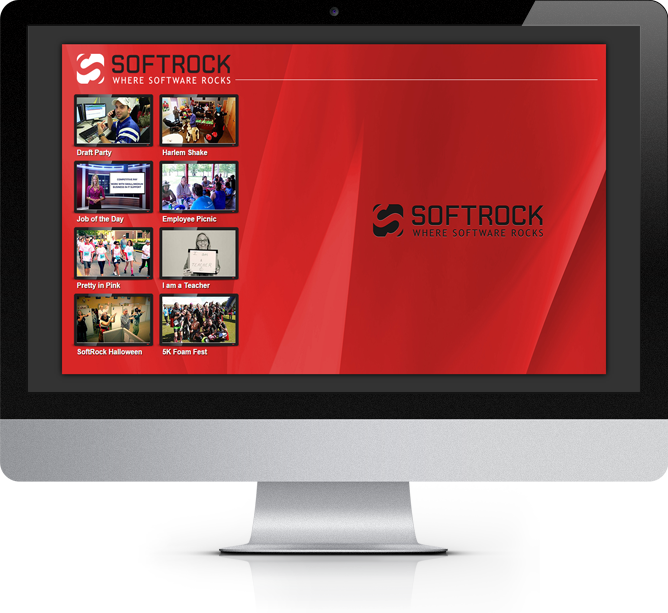 SOFTROCK
WHERE SOFTWARE ROCKS
Draft Party
Harlem Shake
Job of the Day
Employee Picnic
Pretty in Pink
I am a Teacher
SoftRock Halloween
5K Foam Fest
SOFTROCK
WHERE SOFTWARE ROCKS